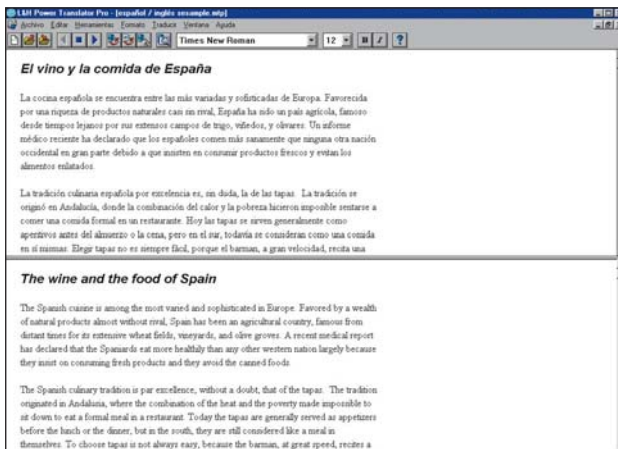 L&H Power Translator Pro - [español / inglés sesample.wtp]
Archivo Editar Herramientas Formato Traducir Ventana Ayuda
Times New Roman 12 B I ?
El vino y la comida de España
La cocina española se encuentra entre las más variadas y sofisticadas de Europa. Favorecida
por una riqueza de productos naturales casi sin rival, España ha sido un país agrícola, famoso
desde tiempos lejanos por sus extensos campos de trigo, viñedos, y olivares. Un informe
médico reciente ha declarado que los españoles comen más sanamente que ninguna otra nación
occidental en gran parte debido a que insisten en consumir productos frescos y evitan los
alimentos enlatados.
La tradición culinaria española por excelencia es, sin duda, la de las tapas. La tradición se
originó en Andalucía, donde la combinación del calor y la pobreza hicieron imposible sentarse a
comer una comida formal en un restaurante. Hoy las tapas se sirven generalmente como
aperitivos antes del almuerzo o la cena, pero en el sur, todavía se consideran como una comida
en sí mismas. Elegir tapas no es siempre fácil, porque el barman, a gran velocidad, recita una
The wine and the food of Spain
The Spanish cuisine is among the most varied and sophisticated in Europe. Favored by a wealth
of natural products almost without rival, Spain has been an agricultural country, famous from
distant times for its extensive wheat fields, vineyards, and olive groves. A recent medical report
has declared that the Spaniards eat more healthily than any other western nation largely because
they insist on consuming fresh products and they avoid the canned foods.
The Spanish culinary tradition is par excellence, without a doubt, that of the tapas. The tradition
originated in Andalusia, where the combination of the heat and the poverty made impossible to
sit down to eat a formal meal in a restaurant. Today the tapas are generally served as appetizers
before the lunch or the dinner, but in the south, they are still considered like a meal in
themselves. To choose tapas is not always easy, because the barman, at great speed, recites a